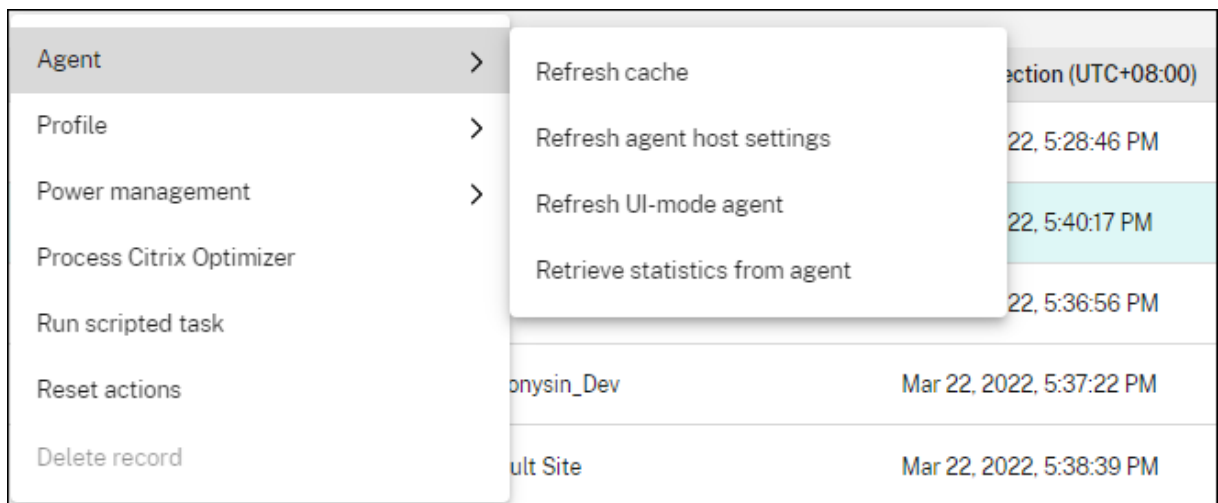 Agent
Profile
Power management
Process Citrix Optimizer
Run scripted task
Reset actions
Delete record
Refresh cache
Refresh agent host settings
Refresh UI-mode agent
Retrieve statistics from agent
(UTC+08:00)
22, 5:28:46 PM
22, 5:40:17 PM
22, 5:36:56 PM
onysin_Dev Mar 22, 2022, 5:37:22 PM
ult Site Mar 22, 2022, 5:38:39 PM